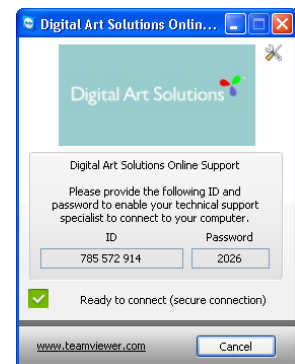 Digital Art Solutions Onlin...
Digital Art Solutions
Digital Art Solutions Online Support
Please provide the following ID and
password to enable your technical support
specialist to connect to your computer.
ID Password
785 572 914 2026
Ready to connect (secure connection)
www.teamviewer.com Cancel